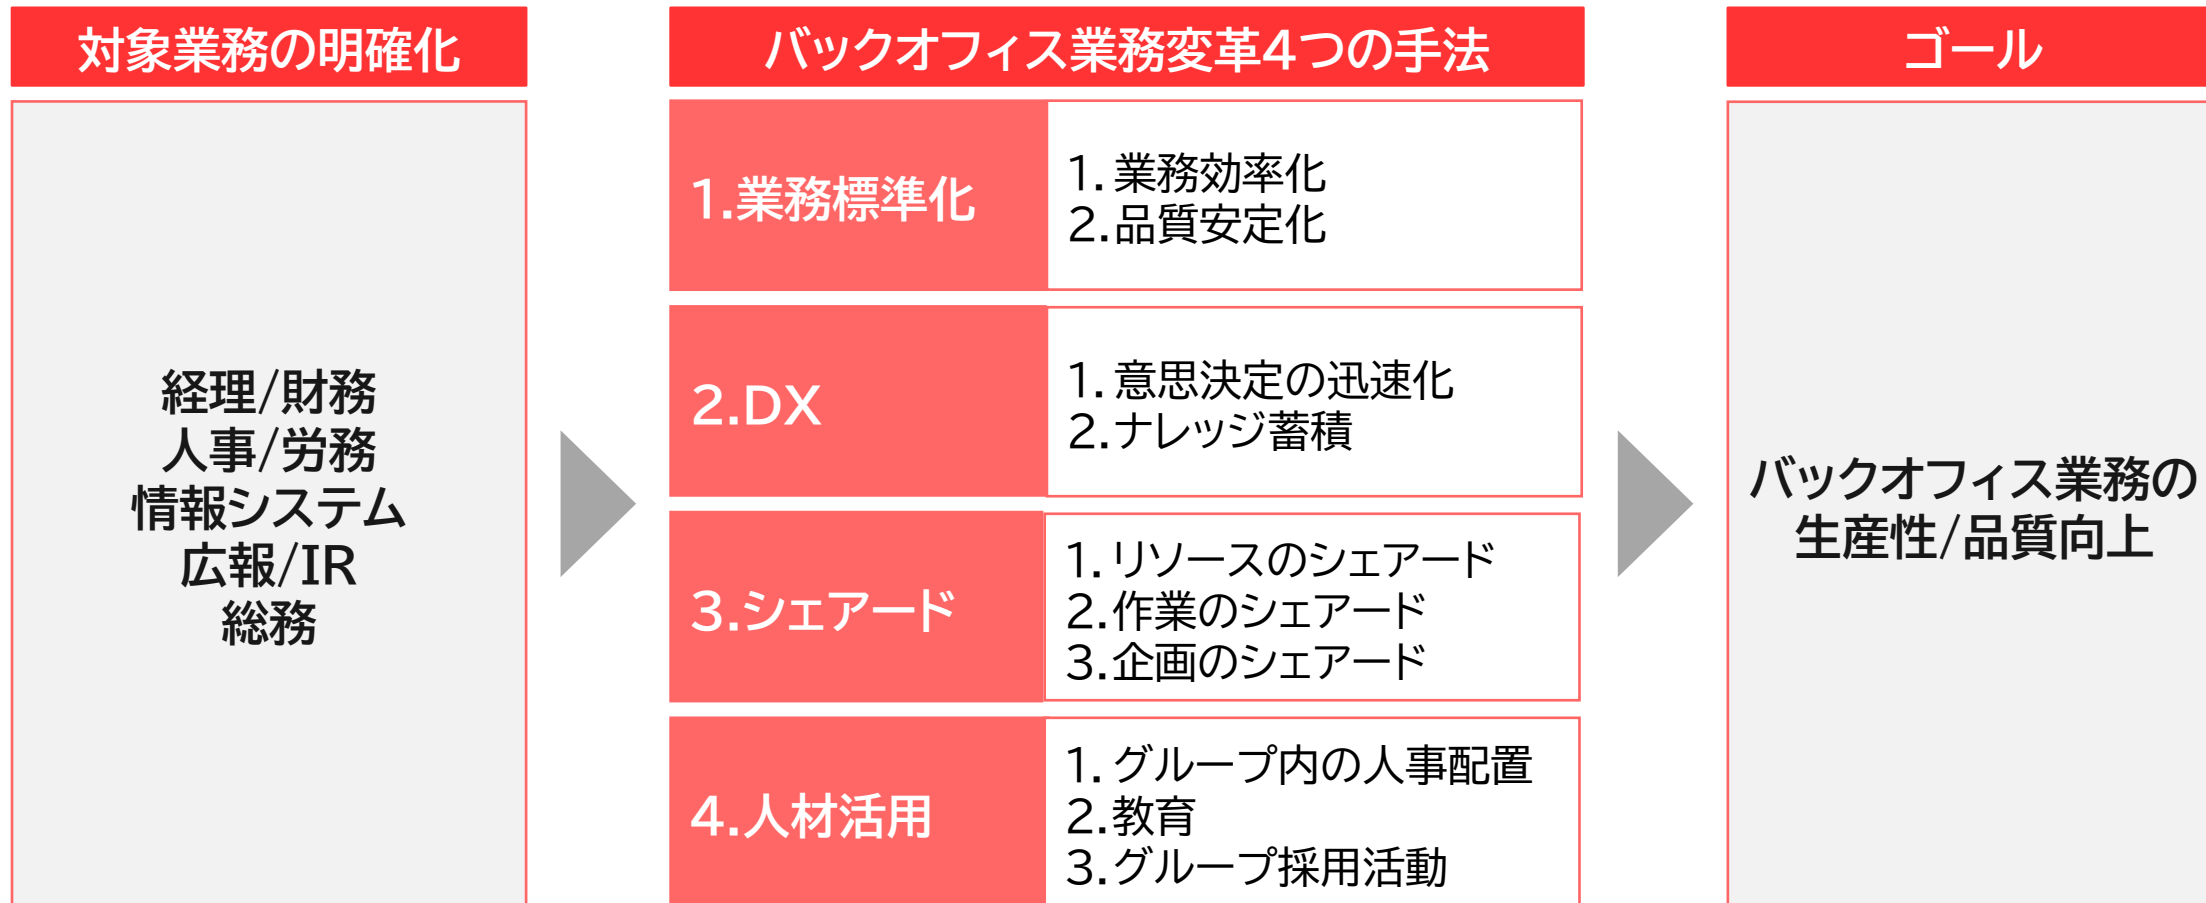 対象業務の明確化
経理/財務
人事/労務
情報システム
広報/IR
総務
バックオフィス業務変革4つの手法
1.業務標準化
1.業務効率化
2.品質安定化
2.DX
1.意思決定の迅速化
2.ナレッジ蓄積
3.シェアード
1.リソースのシェアード
2.作業のシェアード
3.企画のシェアード
4.人材活用
1.グループ内の人事配置
2.教育
3.グループ採用活動
ゴール
バックオフィス業務の
生産性/品質向上